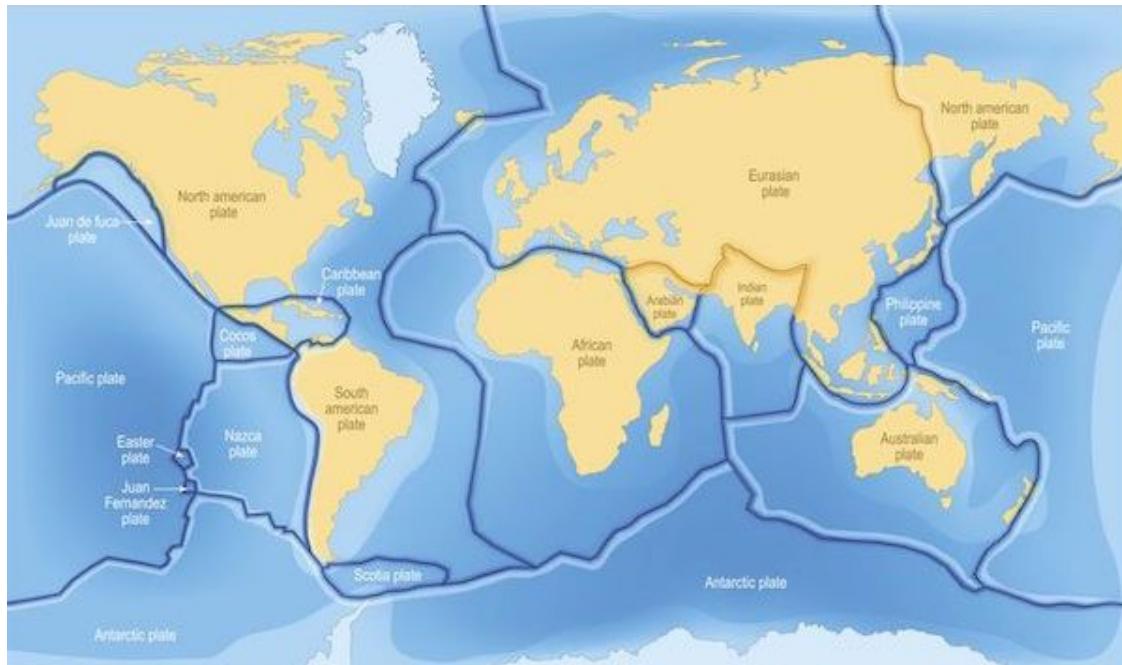 North american
plate
Eurasian
plate
North american
plate
Juan de fuca
plate
Caribbean
plate
Arabian
plate
Indian
plate
Philippine
plate
Cocos
plate
Pacific
plate
African
plate
Pacific plate
South
american
plate
Nazca
plate
Easter
plate
Australian
plate
Juan
Fernandez
plate
Scotia plate
Antarctic plate
Antarctic plate